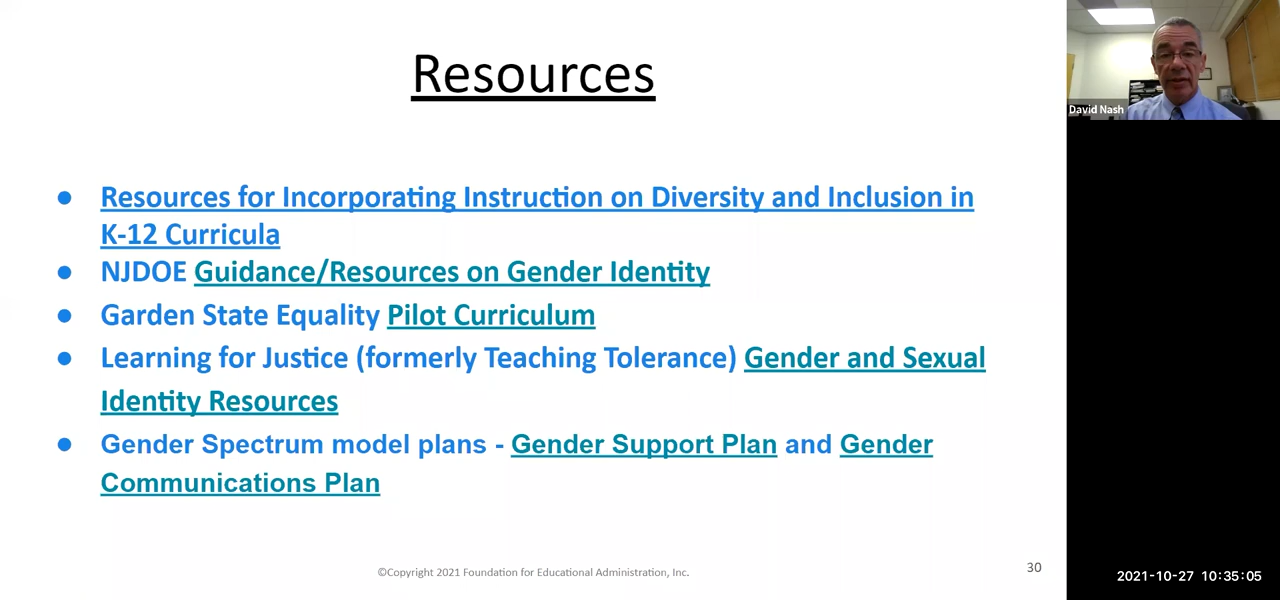 Resources
● Resources for Incorporating Instruction on Diversity and Inclusion in
K-12 Curricula
● NJDOE Guidance/Resources on Gender Identity
● Garden State Equality Pilot Curriculum
● Learning for Justice (formerly Teaching Tolerance) Gender and Sexual
Identity Resources
● Gender Spectrum model plans - Gender Support Plan and Gender
Communications Plan
©Copyright 2021 Foundation for Educational Administration, Inc.
30
David Nash
2021-10-27 10:35:05